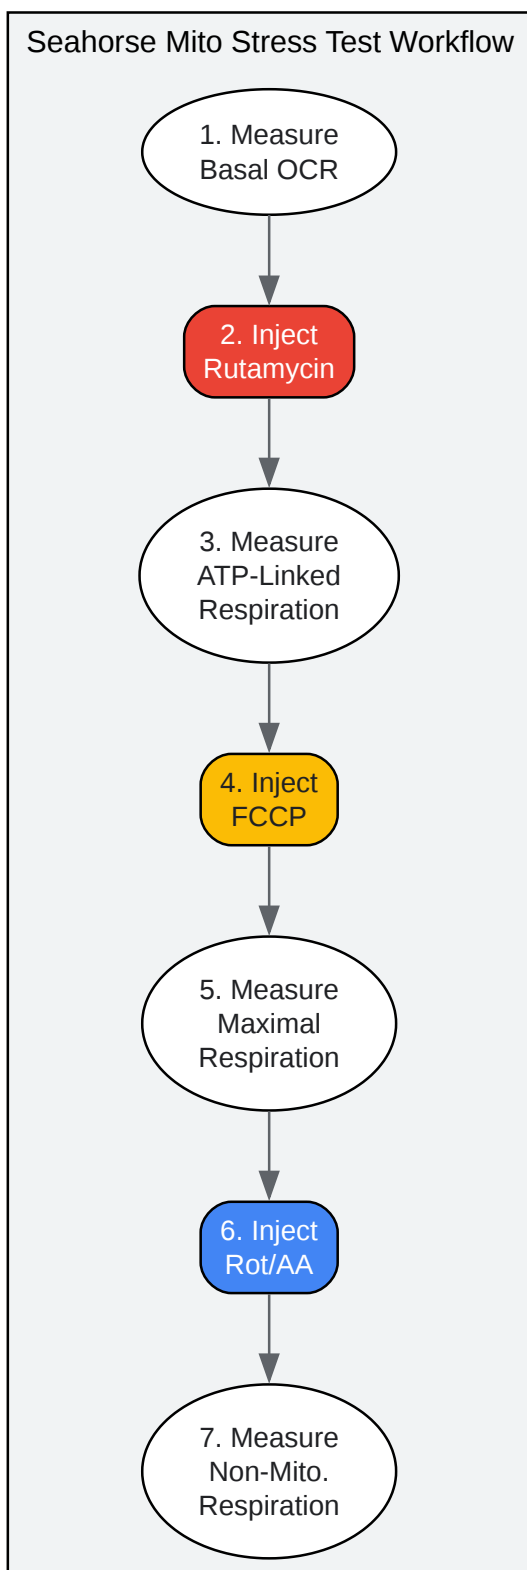 Seahorse Mito Stress Test Workflow
1. Measure
Basal OCR
2. Inject
Rutamycin
3. Measure
ATP-Linked
Respiration
4. Inject
FCCP
5. Measure
Maximal
Respiration
6. Inject
Rot/AA
7. Measure
Non-Mito.
Respiration